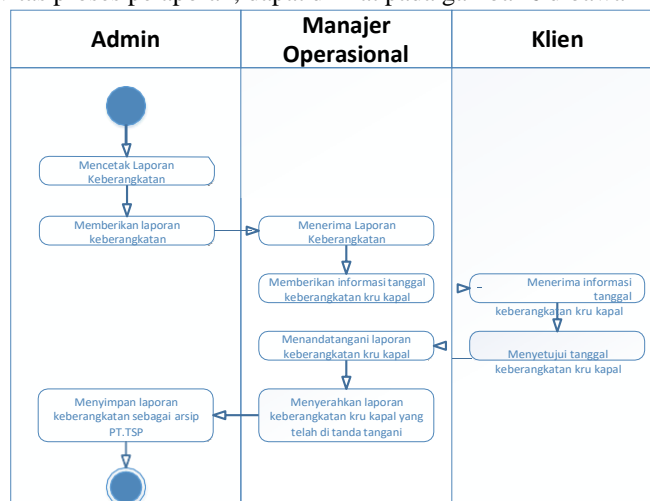 Admin
Manajer
Operasional
Klien
Mencetak Laporan
Keberangkatan
Memberikan laporan
keberangkatan
Menerima Laporan
Keberangkatan
Memberikan informasi tanggal
keberangkatan kru kapal
Menerima informasi
tanggal
keberangkatan kru kapal
Menyetujui tanggal
keberangkatan kru kapal
Menandatangani laporan
keberangkatan kru kapal
Menyerahkan laporan
keberangkatan kru kapal yang
telah di tanda tangani
Menyimpan laporan
keberangkatan sebagai arsip
PT.TSP